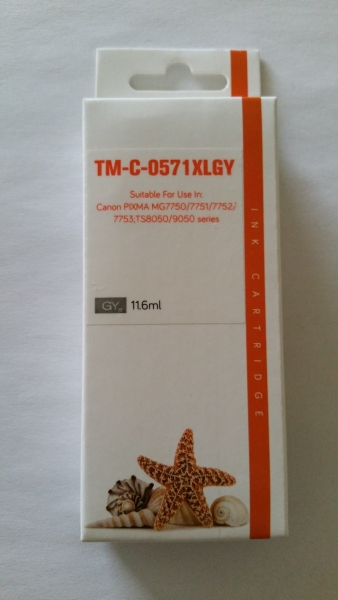 TM-C-0571XLGY
Suitable For Use In:
Canon PIXMA MG7750/7751/7752/
7753;TS8050/9050 series
GY 11.6ml
INK CARTRIDGE